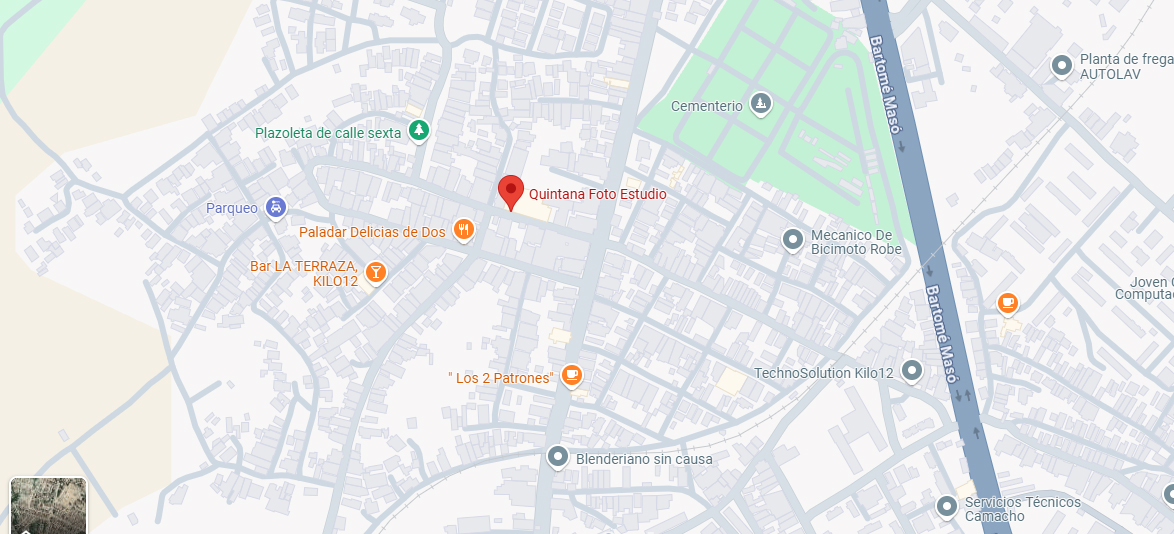 Bartomé Masó
Planta de frega
AUTOLAV
Cementerio
Plazoleta de calle sexta
Quintana Foto Estudio
Parqueo
Paladar Delicias de Dos
Mecanico De
Bicimoto Robe
Bar LA TERRAZA,
KILO12
Joven C
Computac
Bartomé Masó
TechnoSolution Kilo12
" Los 2 Patrones"
Blenderiano sin causa
Servicios Técnicos
Camacho